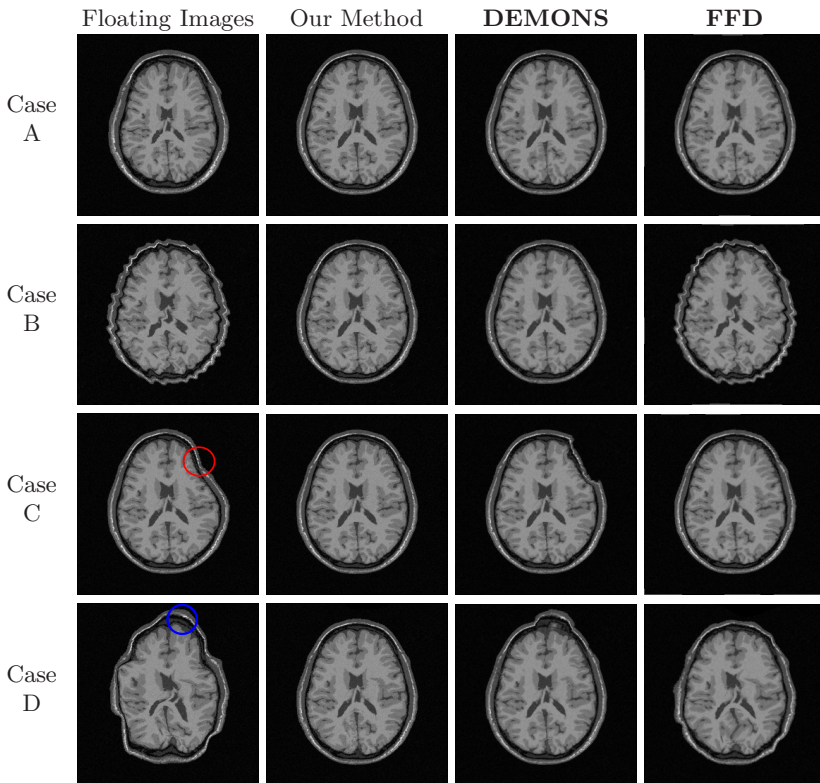 Floating Images Our Method DEMONS FFD
Case
A
Case
B
Case
C
Case
D